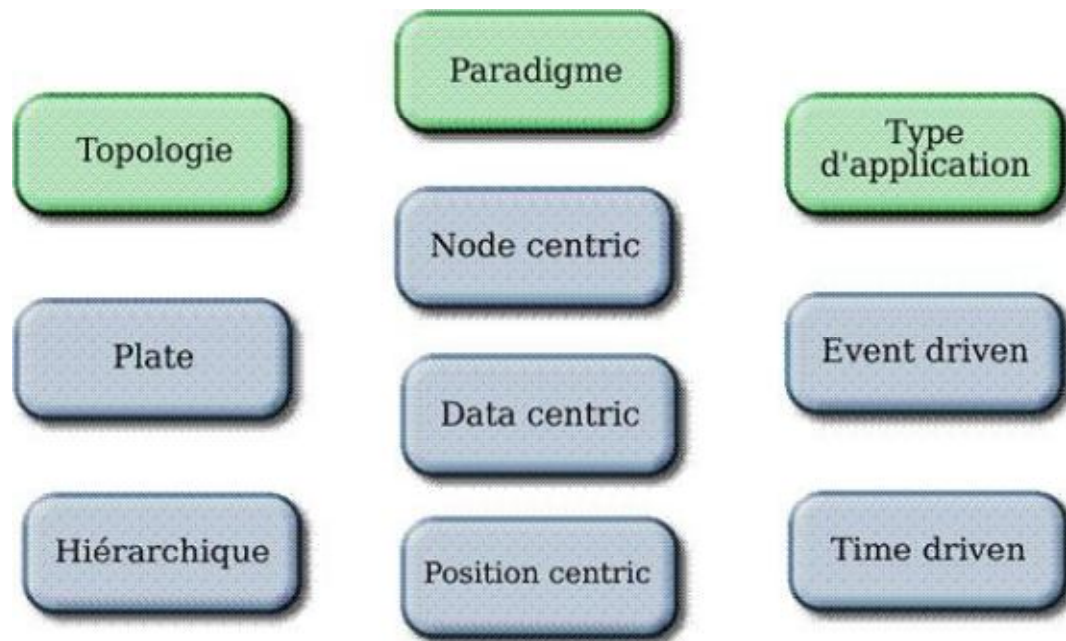 Topologie
Plate
Hiérarchique
Paradigme
Node centric
Data centric
Position centric
Type
d'application
Event driven
Time driven